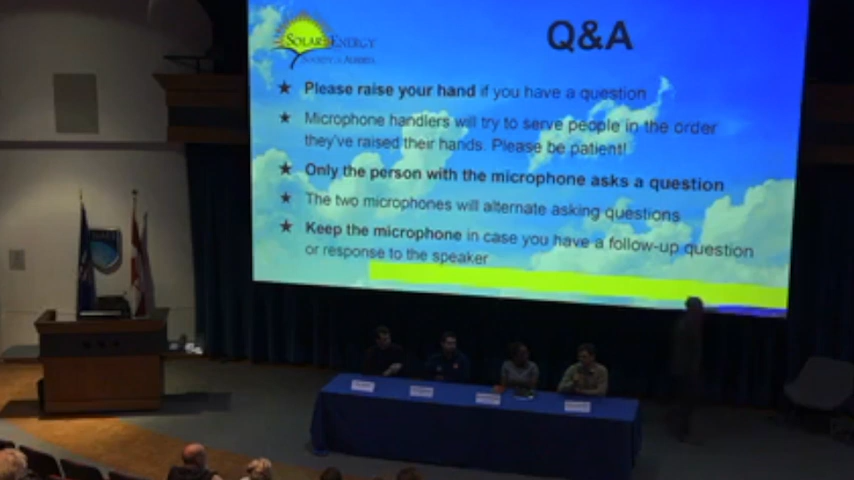 SOLAR ENERGY
SOCIETY OF ALBERTA
Q&A
★ Please raise your hand if you have a question
★ Microphone handlers will try to serve people in the order
they've raised their hands. Please be patient!
★ Only the person with the microphone asks a question
★ The two microphones will alternate asking questions
★ Keep the microphone in case you have a follow-up question
or response to the speaker